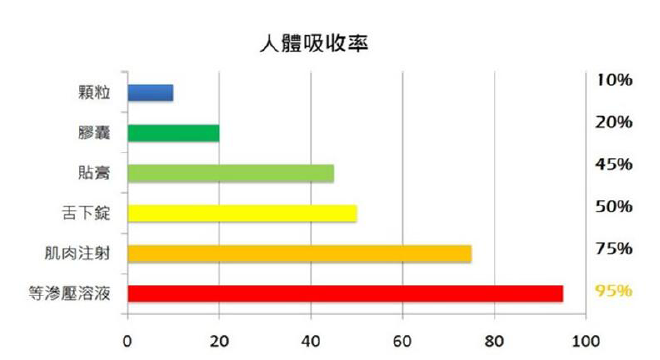 人體吸收率
顆粒 10%
膠囊 20%
貼膏 45%
舌下錠 50%
肌肉注射 75%
等滲壓溶液 95%
0 20 40 60 80 100